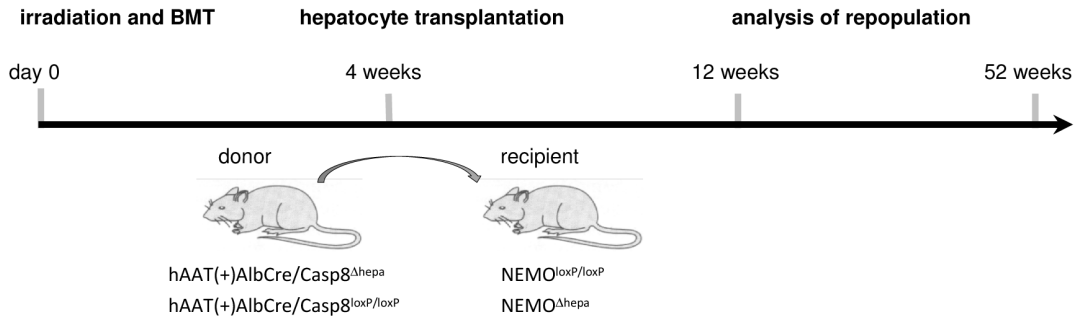 irradiation and BMT hepatocyte transplantation analysis of repopulation
day 0 4 weeks 12 weeks 52 weeks
donor recipient
hAAT(+)AlbCre/Casp8Δhepa NEMOloxP/loxP
hAAT(+)AlbCre/Casp8loxP/loxP NEMOΔhepa